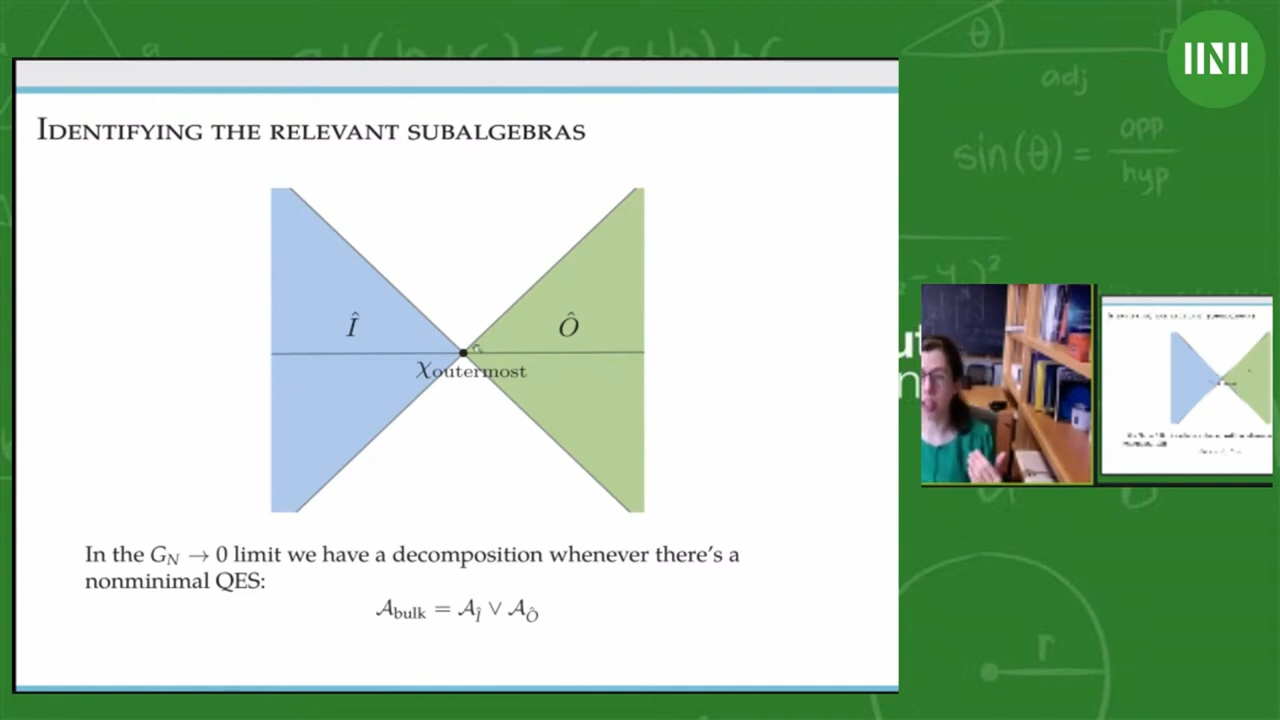 IDENTIFYING THE RELEVANT SUBALGEBRAS
Î
Ô
χoutermost
In the G_N → 0 limit we have a decomposition whenever there's a
nonminimal QES:
𝒜bulk = 𝒜Î ∨ 𝒜Ô
θ
adj
sin(θ) = opp
hyp
r